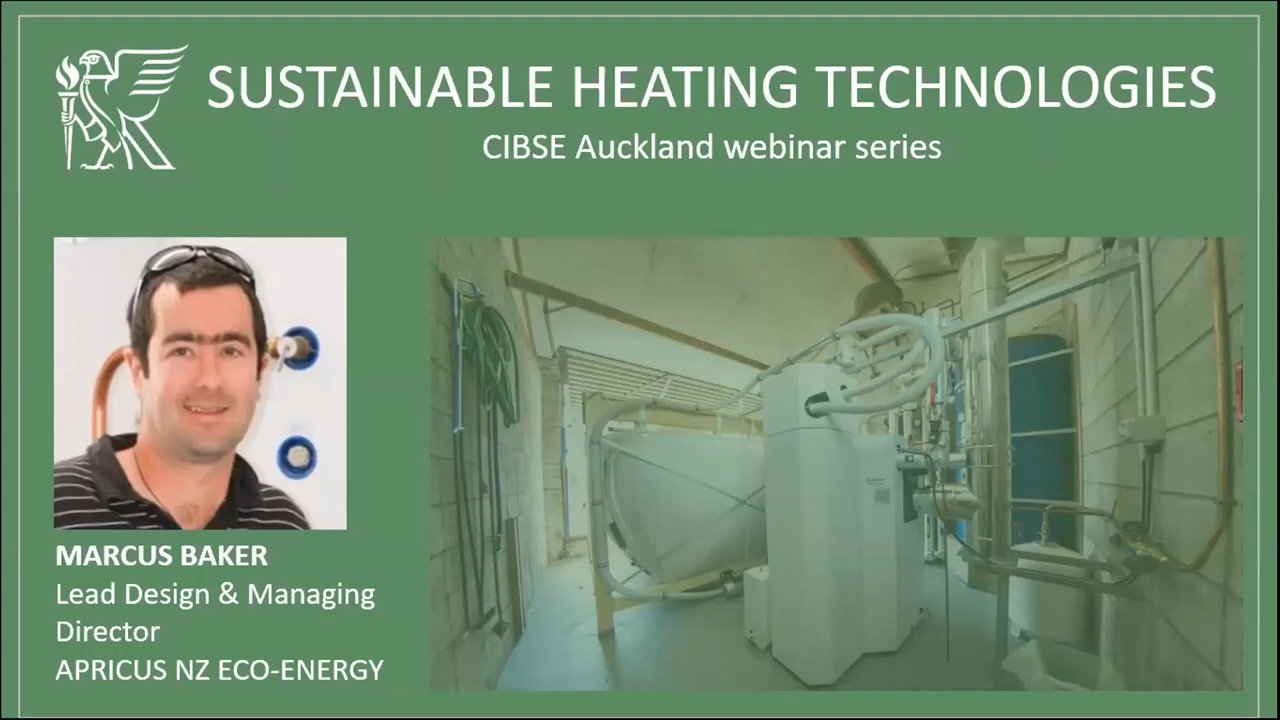 SUSTAINABLE HEATING TECHNOLOGIES
CIBSE Auckland webinar series
MARCUS BAKER
Lead Design & Managing
Director
APRICUS NZ ECO-ENERGY